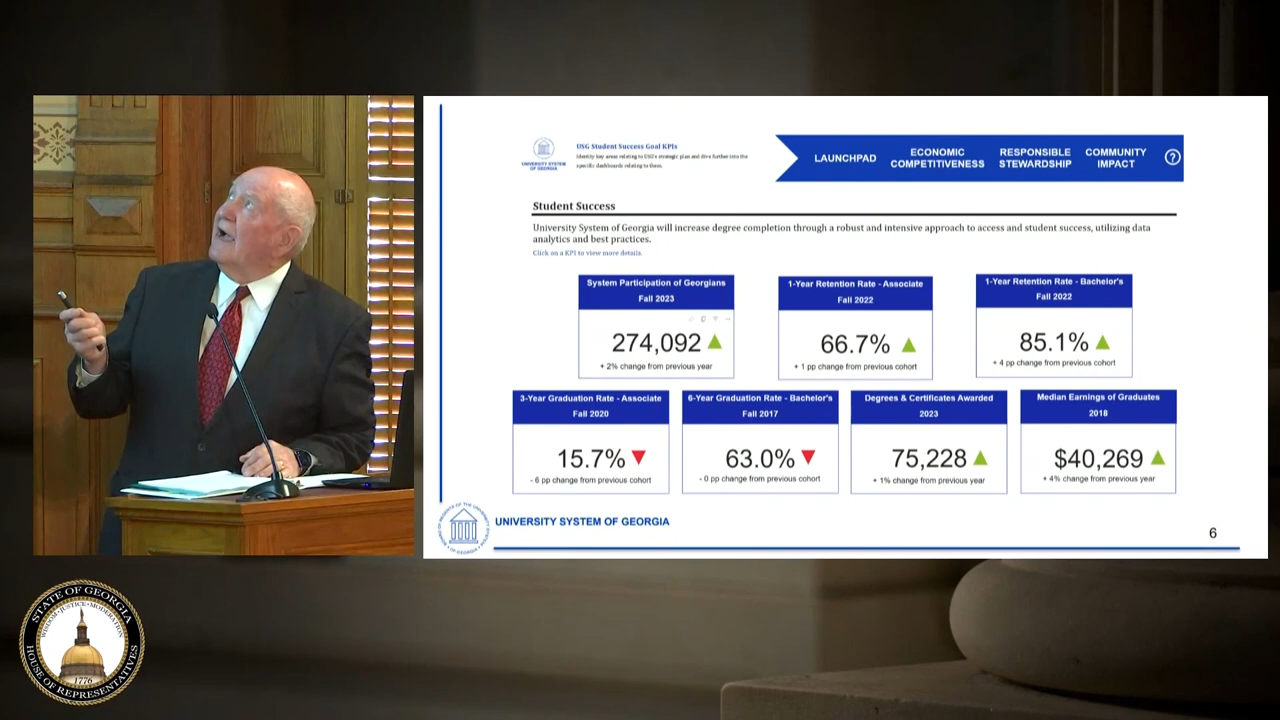 UNIVERSITY SYSTEM
OF GEORGIA
USG Student Success Goal KPIs
Identity key areas relating to USG's strategic plan and dive further into the
specific dashboards relating to them.
LAUNCHPAD
ECONOMIC
COMPETITIVENESS
RESPONSIBLE
STEWARDSHIP
COMMUNITY
IMPACT
?
Student Success
University System of Georgia will increase degree completion through a robust and intensive approach to access and student success, utilizing data
analytics and best practices.
Click on a KPI to view more details.
System Participation of Georgians
Fall 2023
274,092
+ 2% change from previous year
1-Year Retention Rate - Associate
Fall 2022
66.7%
+ 1 pp change from previous cohort
1-Year Retention Rate - Bachelor's
Fall 2022
85.1%
+ 4 pp change from previous cohort
3-Year Graduation Rate - Associate
Fall 2020
15.7%
- 6 pp change from previous cohort
6-Year Graduation Rate - Bachelor's
Fall 2017
63.0%
- 0 pp change from previous cohort
Degrees & Certificates Awarded
2023
75,228
+ 1% change from previous year
Median Earnings of Graduates
2018
$40,269
+ 4% change from previous year
UNIVERSITY SYSTEM OF GEORGIA
6
STATE OF GEORGIA
WISDOM • JUSTICE • MODERATION
1776
HOUSE OF REPRESENTATIVES